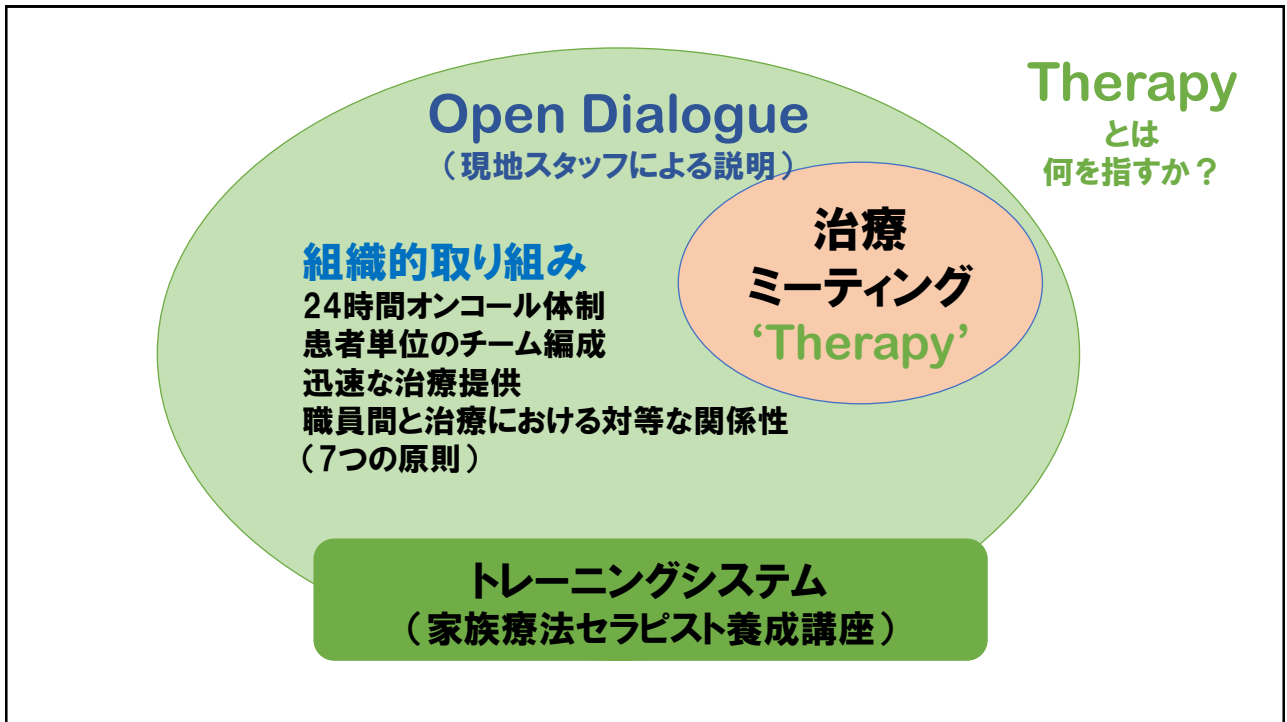 Open Dialogue
（現地スタッフによる説明）
Therapy
とは
何を指すか？
組織的取り組み
24時間オンコール体制
患者単位のチーム編成
迅速な治療提供
職員間と治療における対等な関係性
（7つの原則）
治療
ミーティング
‘Therapy’
トレーニングシステム
（家族療法セラピスト養成講座）